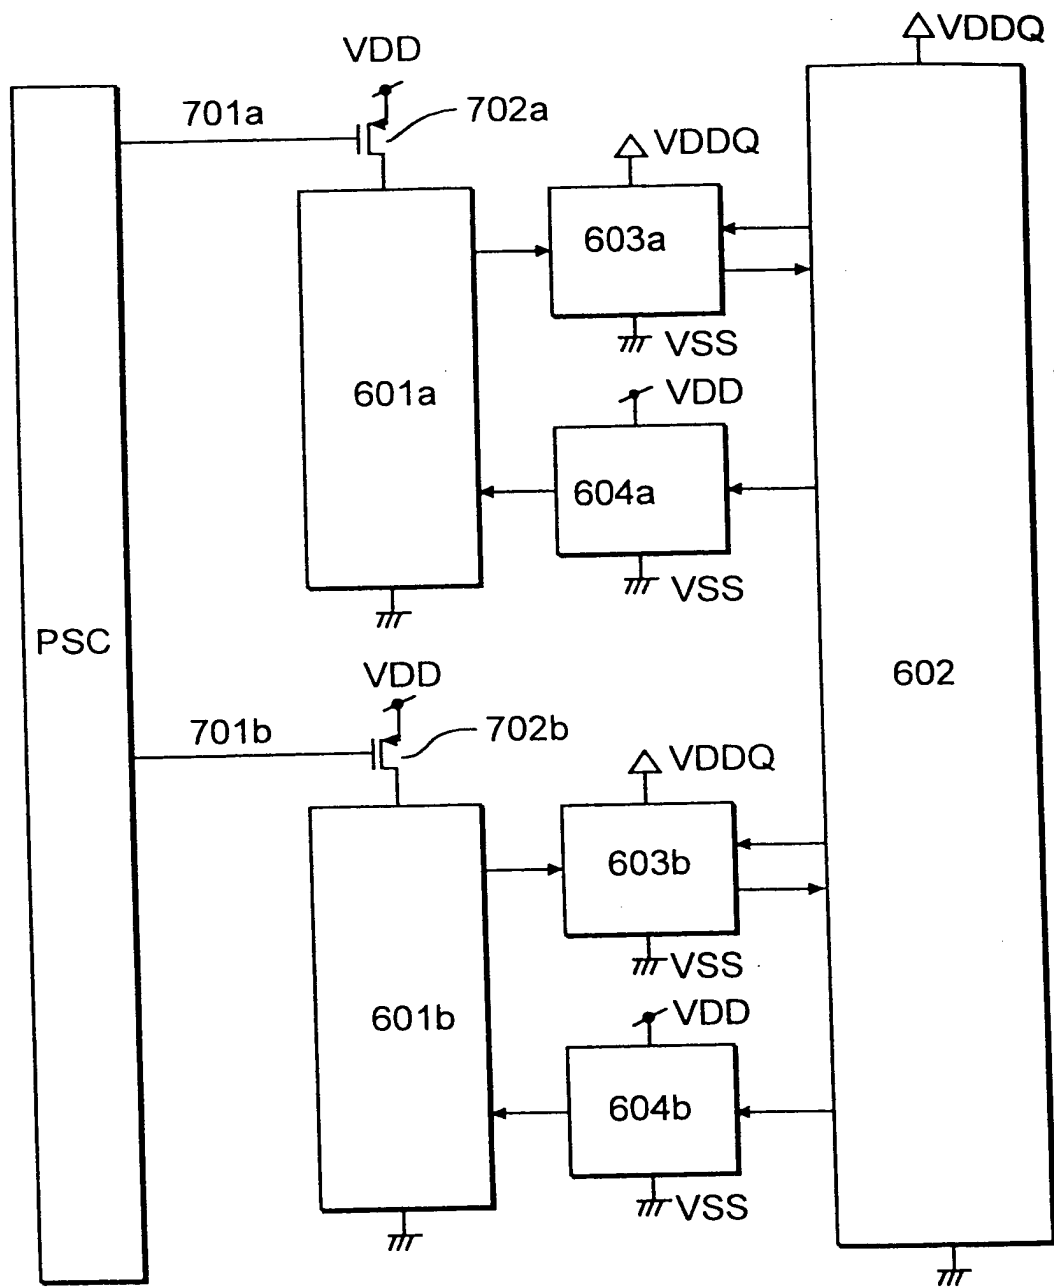 VDDQ
VDD
701a
702a
VDDQ
603a
VSS
601a
VDD
604a
VSS
PSC
602
VDD
701b
702b
VDDQ
603b
VSS
601b
VDD
604b
VSS